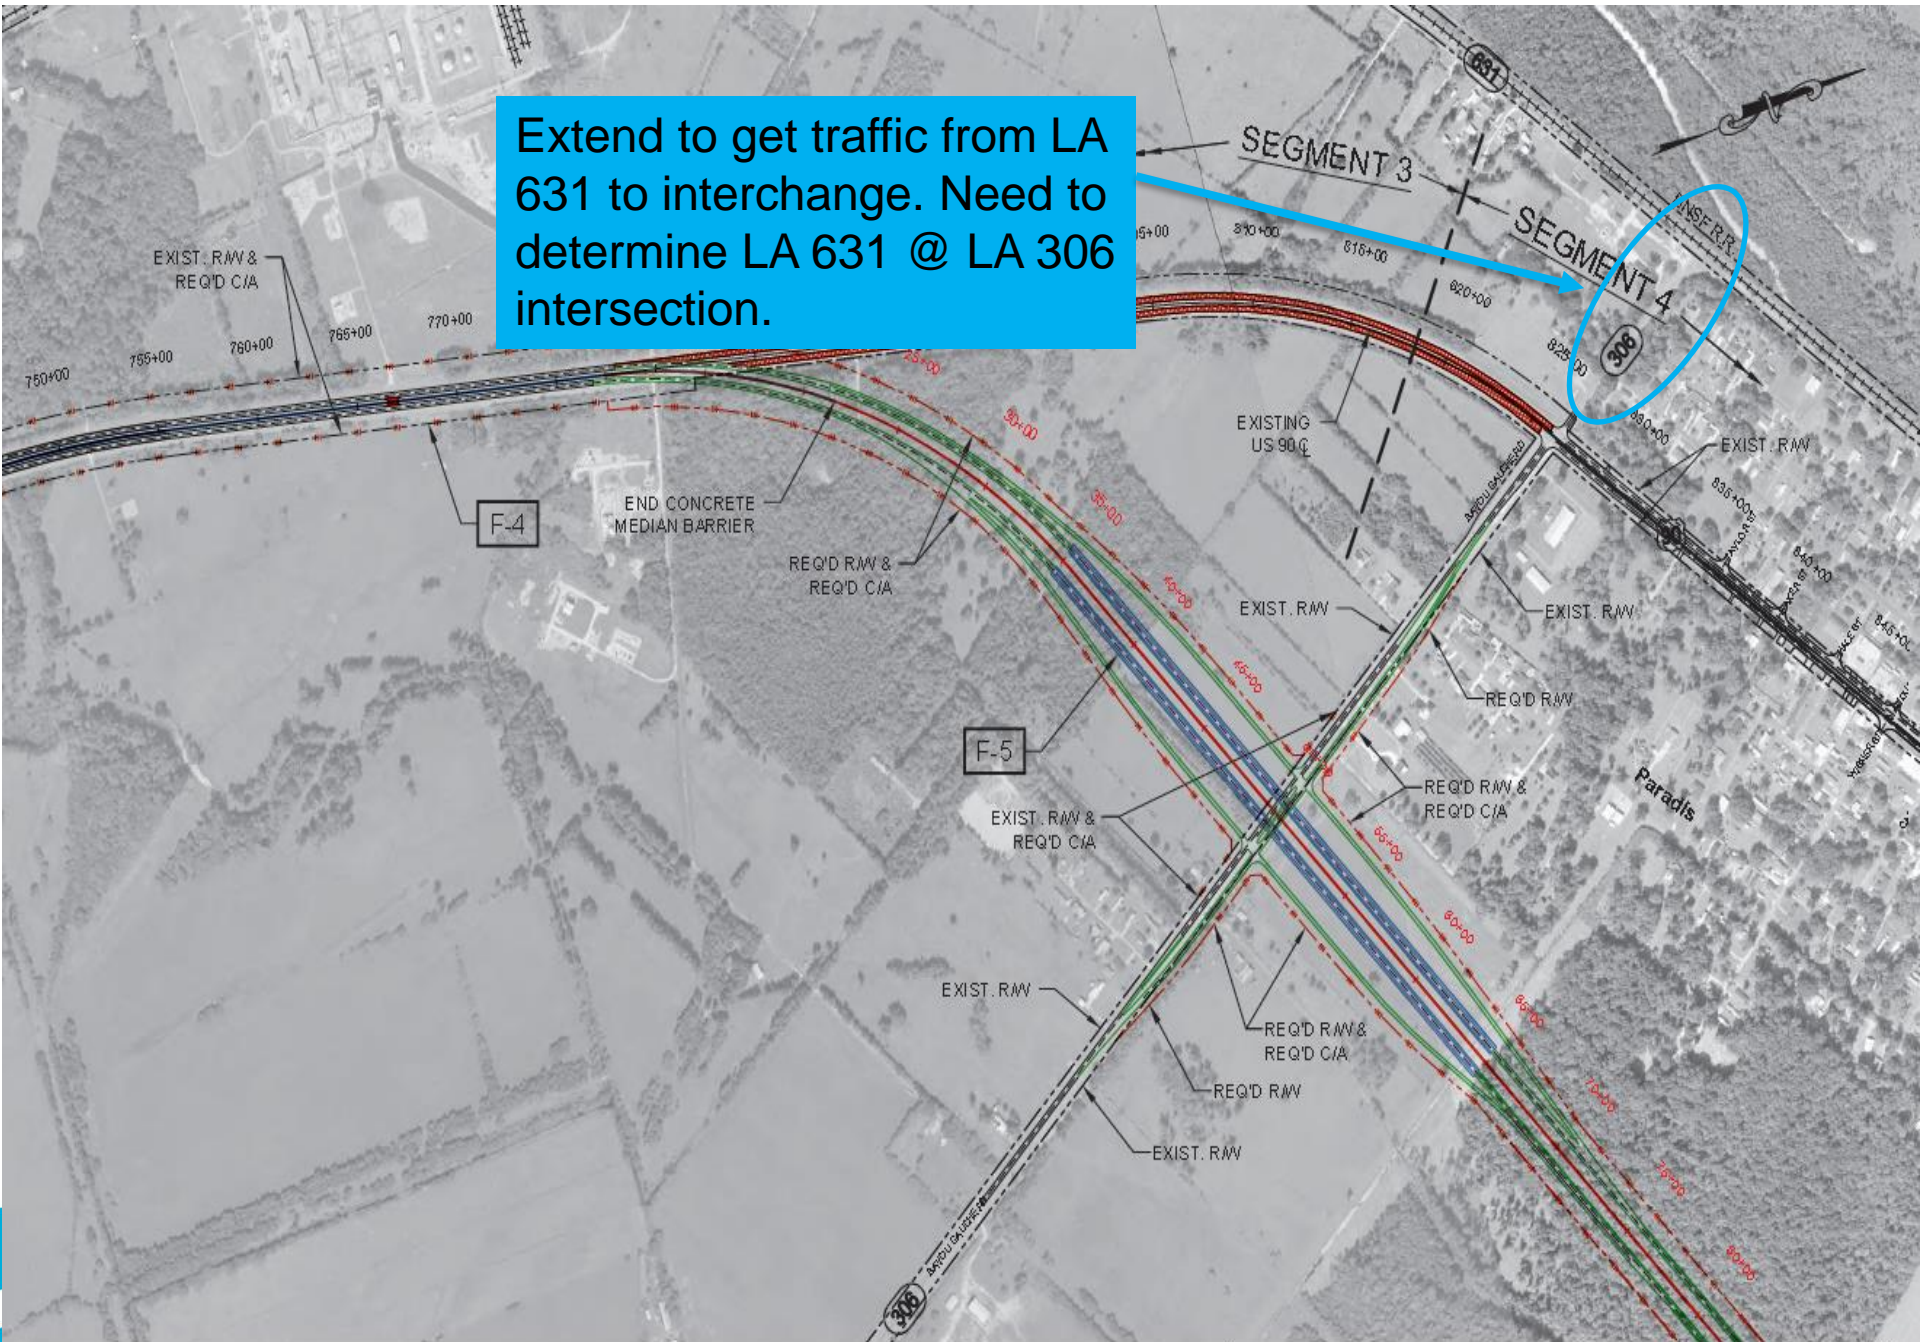 Extend to get traffic from LA
631 to interchange. Need to
determine LA 631 @ LA 306
intersection.
631
SEGMENT 3
SEGMENT 4
306
EXIST. R/W &
REQ'D C/A
750+00
755+00
760+00
765+00
770+00
810+00
815+00
820+00
825+00
830+00
835+00
840+00
25+00
30+00
35+00
40+00
45+00
EXISTING
US 90 ℄
EXIST. R/W
90
F-4
END CONCRETE
MEDIAN BARRIER
REQ'D R/W &
REQ'D C/A
EXIST. R/W
EXIST. R/W
REQ'D R/W
F-5
EXIST. R/W &
REQ'D C/A
REQ'D R/W &
REQ'D C/A
Paradis
55+00
60+00
65+00
70+00
75+00
80+00
EXIST. R/W
REQ'D R/W &
REQ'D C/A
REQ'D R/W
EXIST. R/W
306